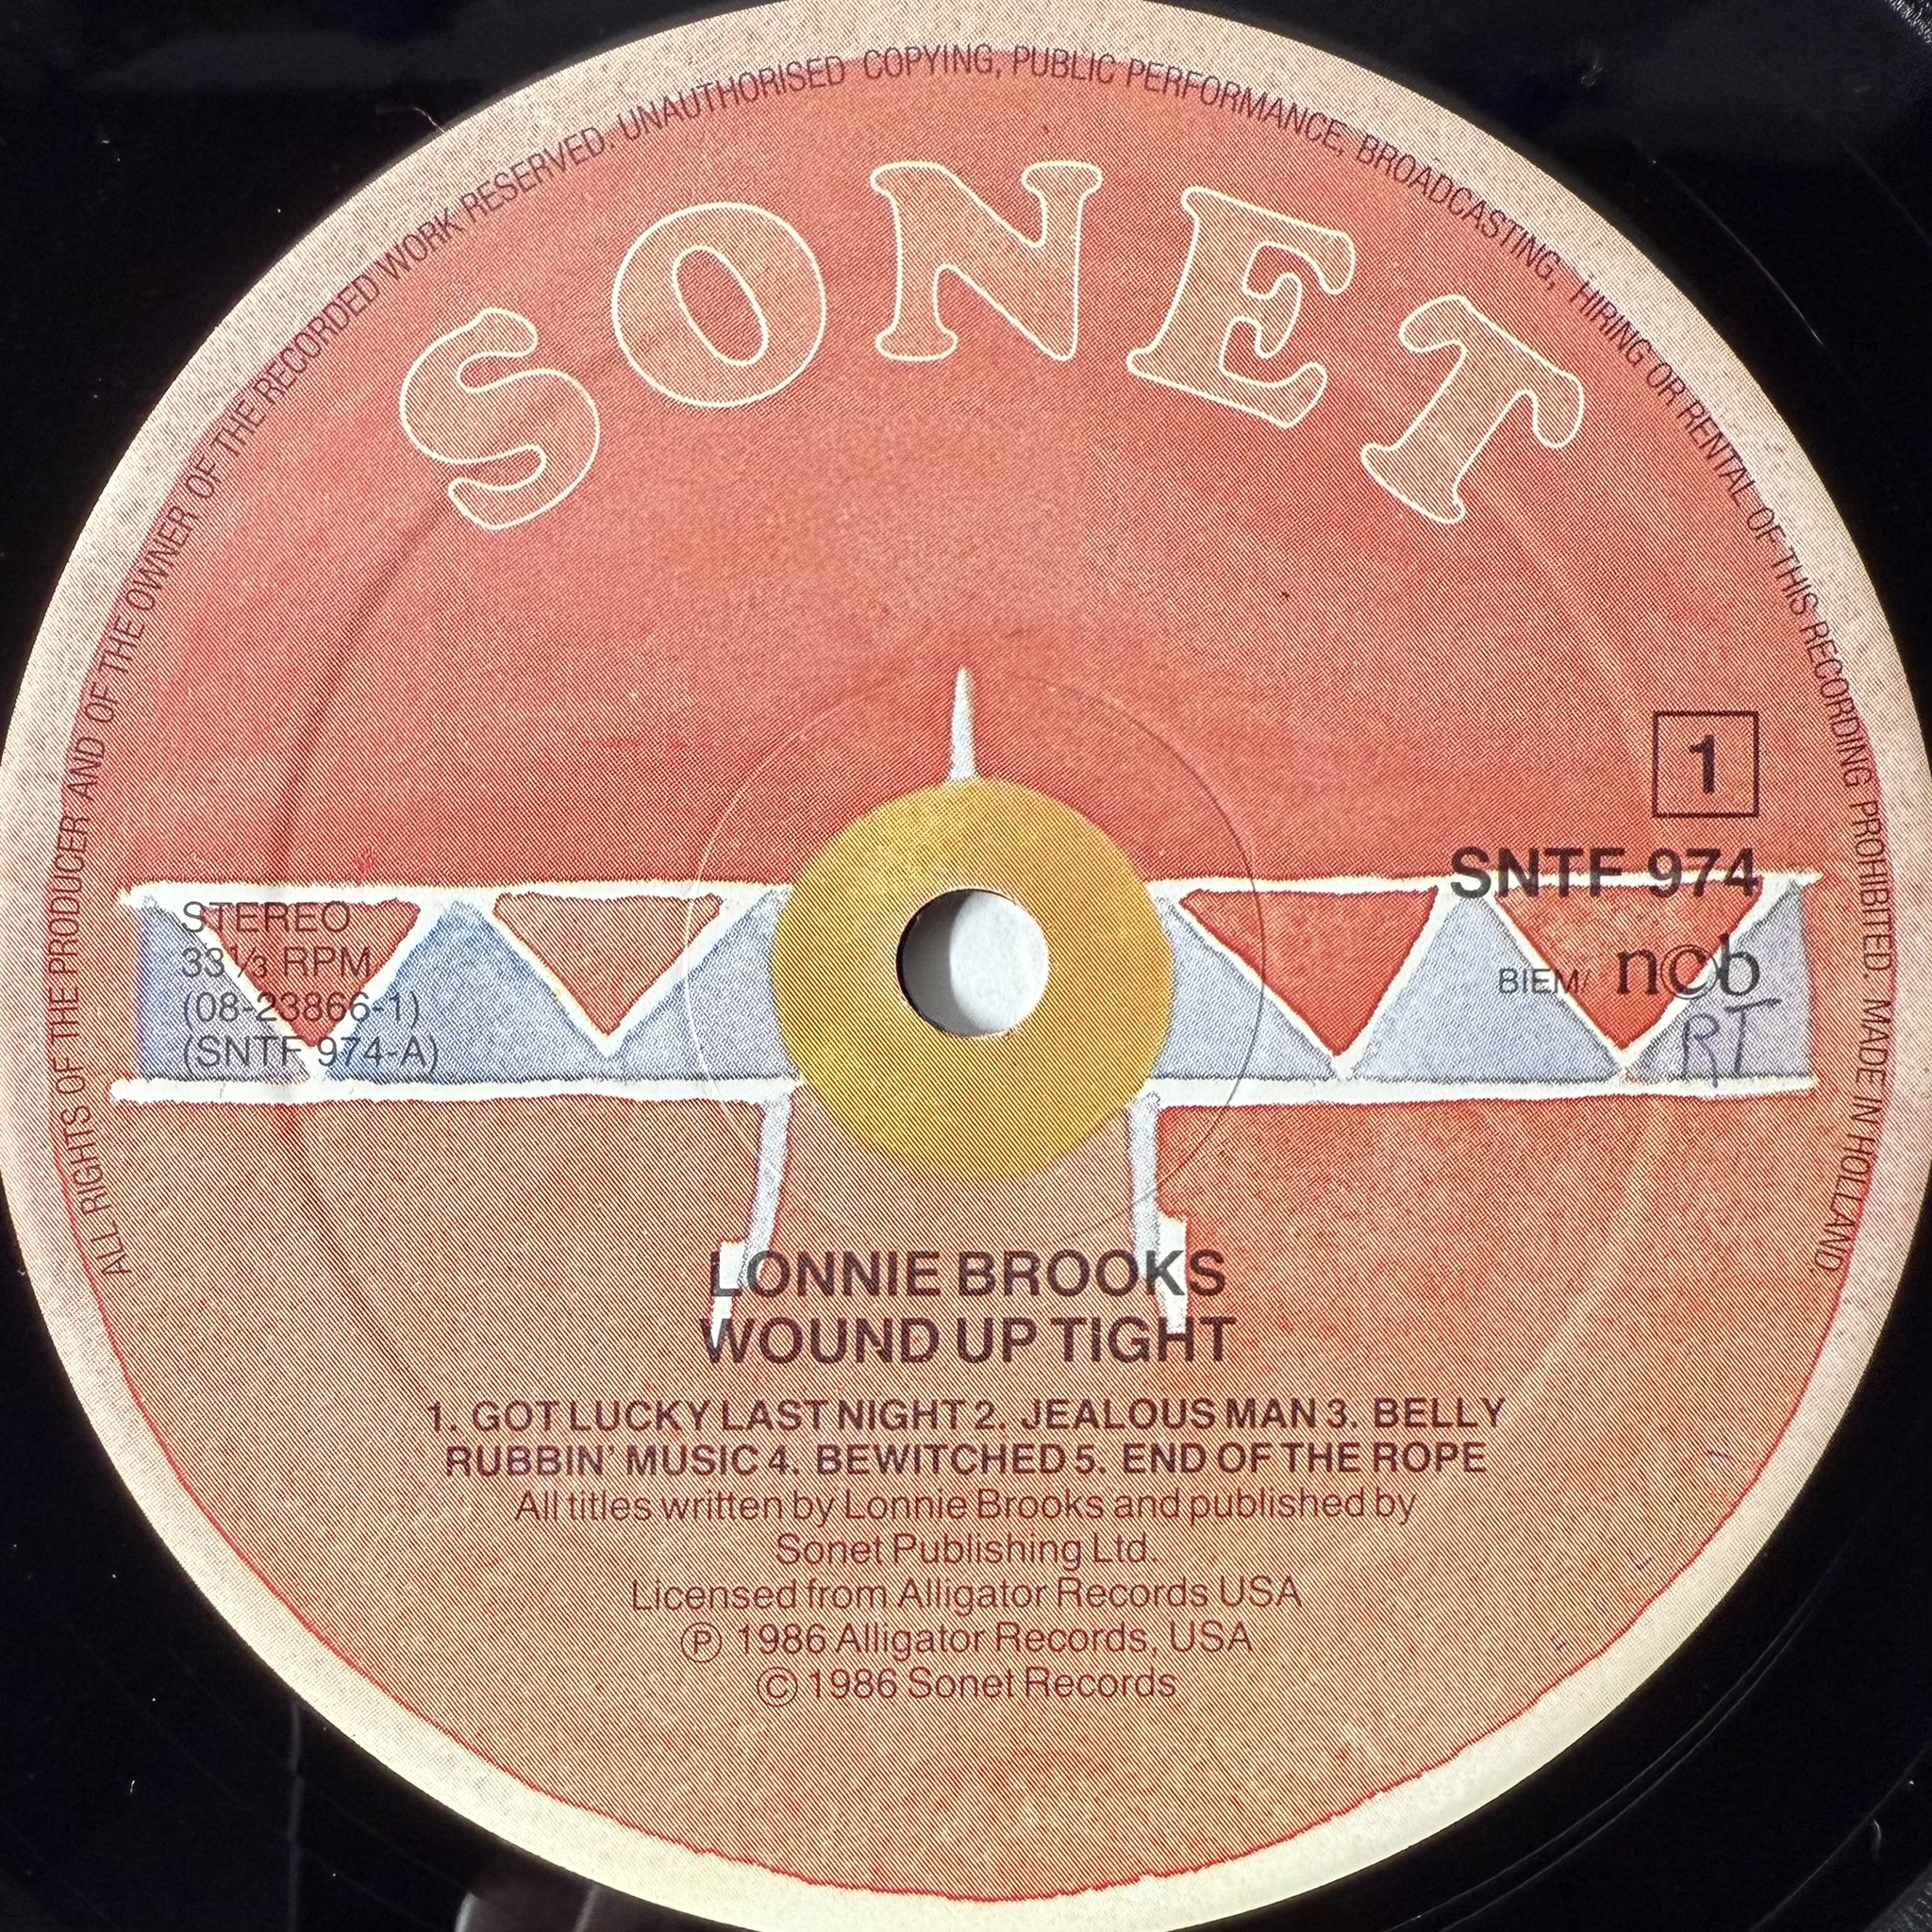 ALL RIGHTS OF THE PRODUCER AND OF THE OWNER OF THE RECORDED WORK RESERVED. UNAUTHORISED COPYING, PUBLIC PERFORMANCE, BROADCASTING, HIRING OR RENTAL OF THIS RECORDING PROHIBITED. MADE IN HOLLAND.
SONET
1
SNTF 974
STEREO
33⅓ RPM
(08-23866-1)
(SNTF 974-A)
BIEM/ ncb
RT
LONNIE BROOKS
WOUND UP TIGHT
1. GOT LUCKY LAST NIGHT 2. JEALOUS MAN 3. BELLY
RUBBIN' MUSIC 4. BEWITCHED 5. END OF THE ROPE
All titles written by Lonnie Brooks and published by
Sonet Publishing Ltd.
Licensed from Alligator Records USA
Ⓟ 1986 Alligator Records, USA
© 1986 Sonet Records